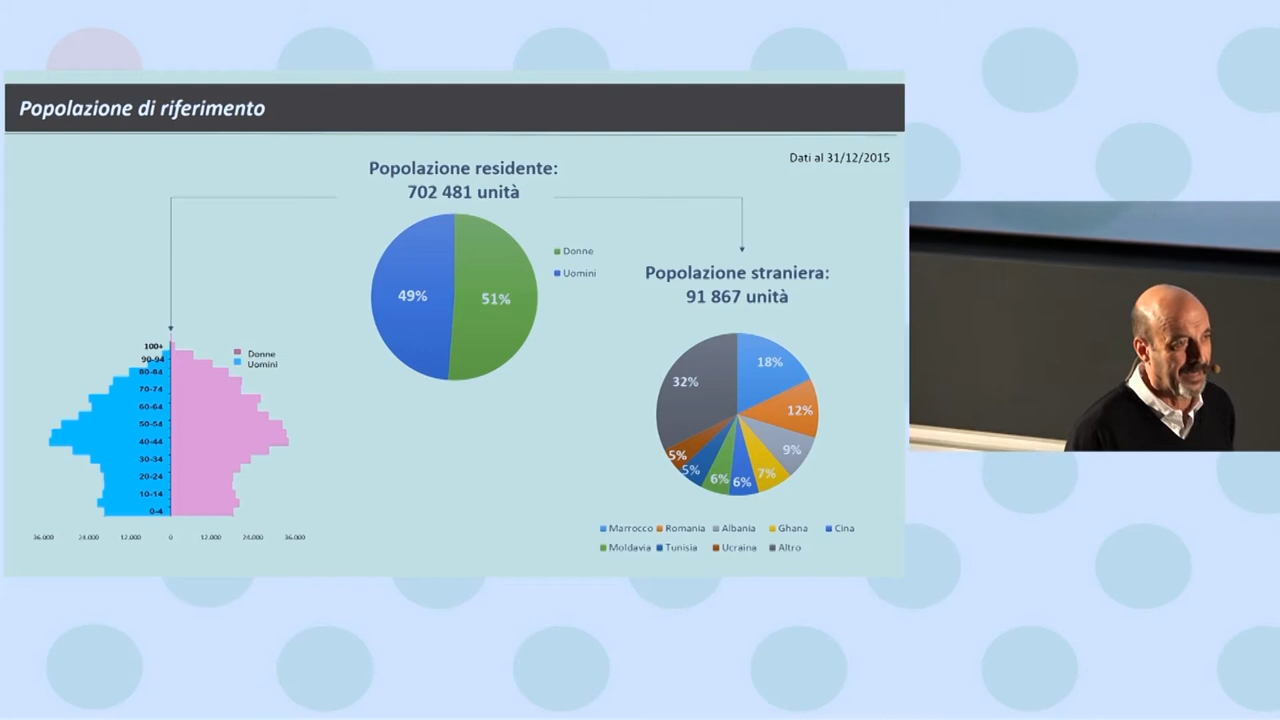 Popolazione di riferimento
Dati al 31/12/2015
Popolazione residente:
702 481 unità
49%
51%
Donne
Uomini
Popolazione straniera:
91 867 unità
18%
12%
9%
7%
6%
6%
5%
5%
32%
Marrocco Romania Albania Ghana Cina
Moldavia Tunisia Ucraina Altro
Donne
Uomini
100+
90-94
80-84
70-74
60-64
50-54
40-44
30-34
20-24
10-14
0-4
36.000 24.000 12.000 0 12.000 24.000 36.000